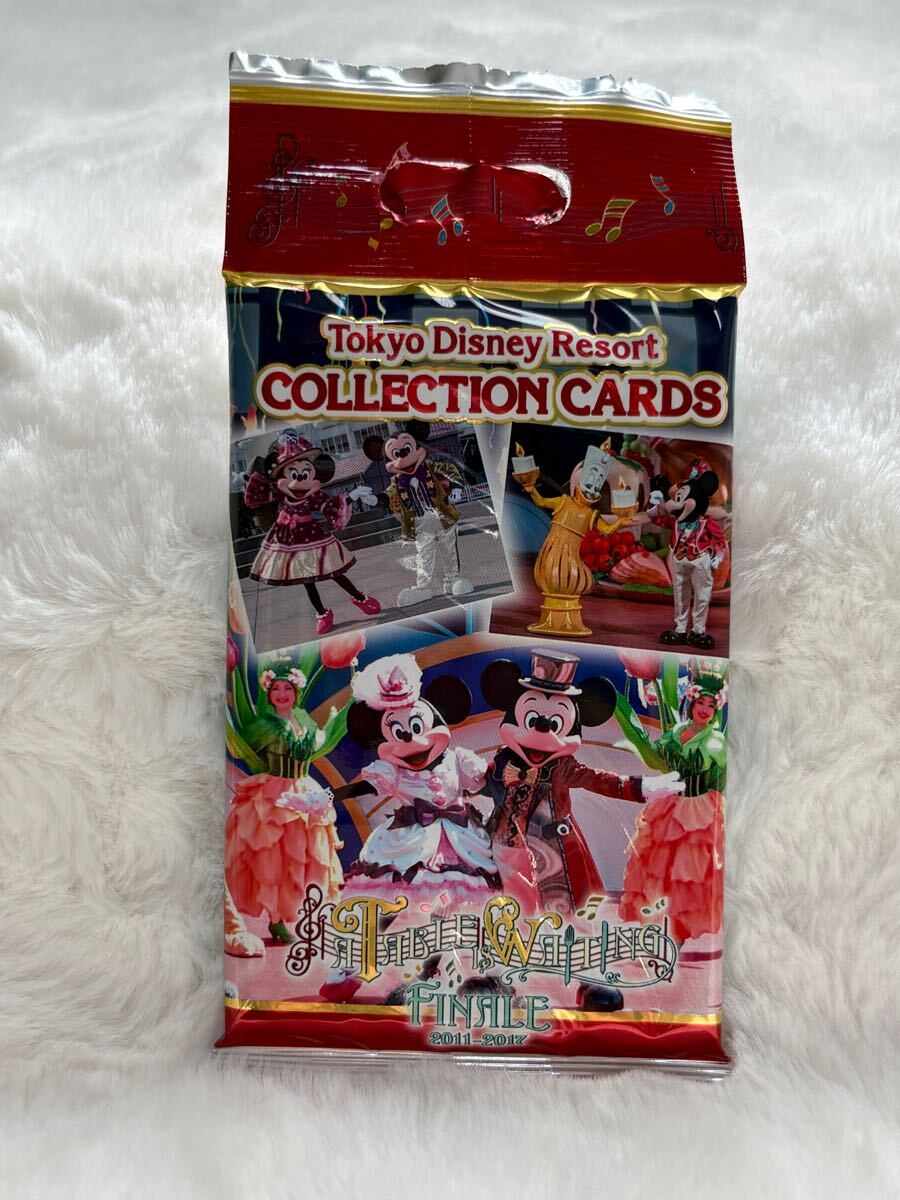 Tokyo Disney Resort
COLLECTION CARDS
A TABLE IS WAITING
FINALE
2011-2017